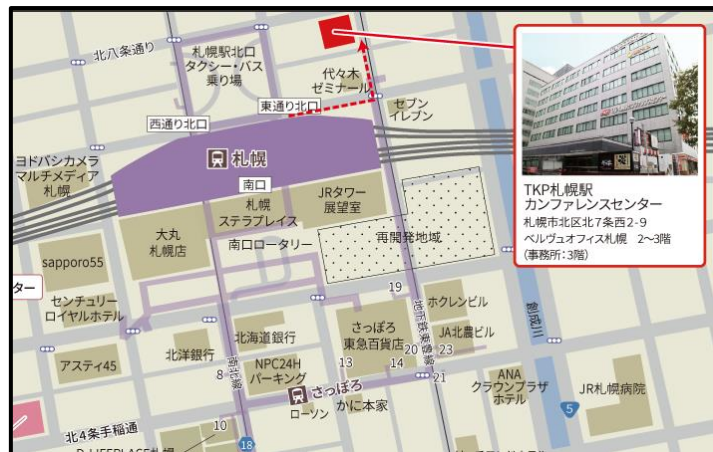 北八条通り
札幌駅北口
タクシー・バス
乗り場
代々木
ゼミナール
東通り北口
セブン
イレブン
西通り北口
札幌
ヨドバシカメラ
マルチメディア
札幌
南口
札幌
ステラプレイス
JRタワー
展望室
大丸
札幌店
南口ロータリー
再開発地域
sapporo55
ター
センチュリー
ロイヤルホテル
19
ホクレンビル
地下鉄東豊線
創成川
さっぽろ
東急百貨店
JA北農ビル
北海道銀行
北洋銀行
アスティ45
南北線
8
NPC24H
パーキング
13
14
20
23
21
さっぽろ
ローソン
かに本家
ANA
クラウンプラザ
ホテル
JR札幌病院
5
北4条手稲通
10
18
TKP札幌駅
カンファレンスセンター
札幌市北区北7条西2-9
ベルヴュオフィス札幌 2～3階
(事務所:3階)